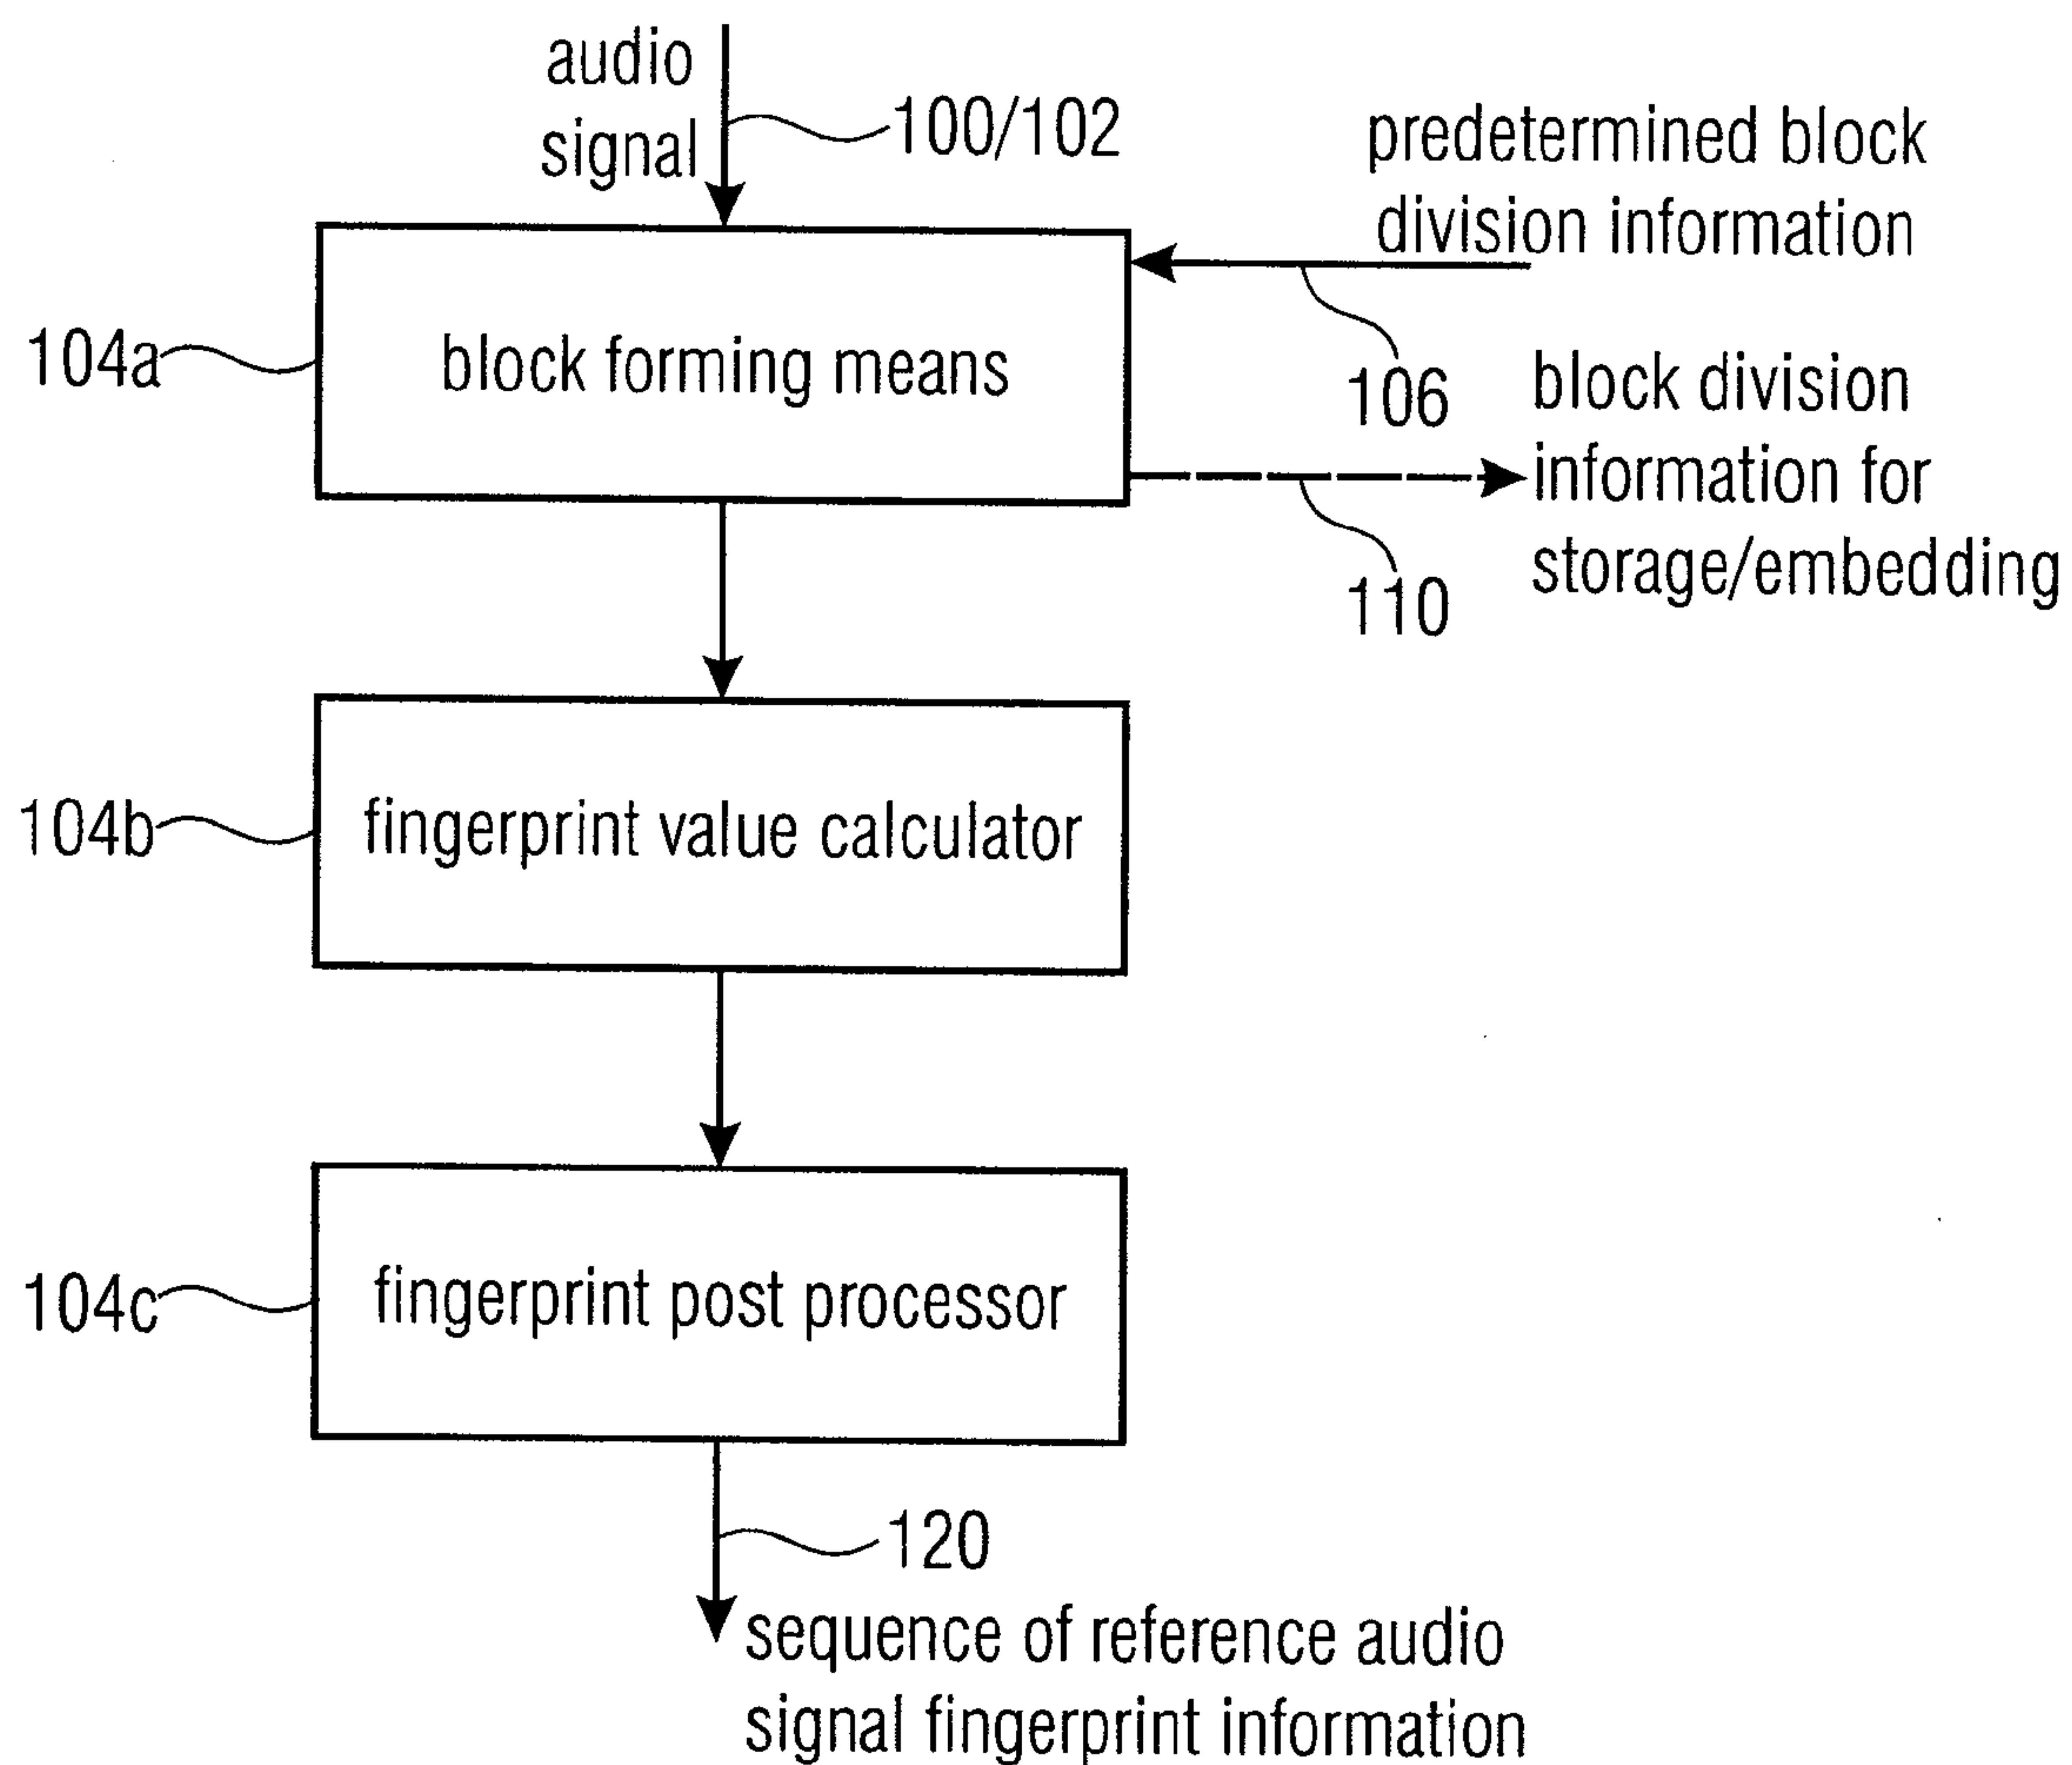 audio
signal
100/102
predetermined block
division information
104a
block forming means
106
block division
information for
storage/embedding
110
104b
fingerprint value calculator
104c
fingerprint post processor
120
sequence of reference audio
signal fingerprint information